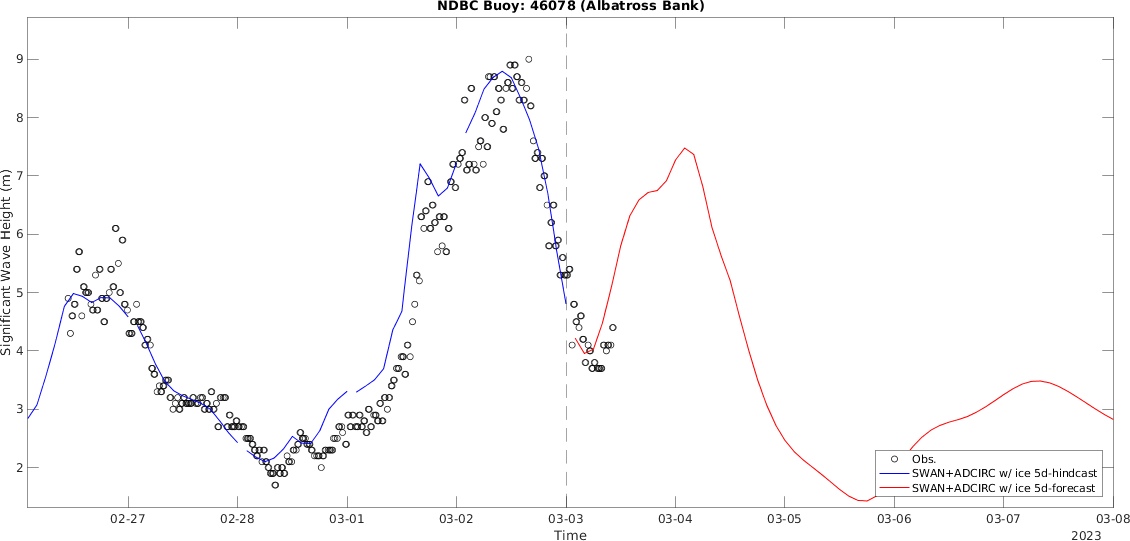 NDBC Buoy: 46078 (Albatross Bank)
Significant Wave Height (m)
9
8
7
6
5
4
3
2
Obs.
SWAN+ADCIRC w/ ice 5d-hindcast
SWAN+ADCIRC w/ ice 5d-forecast
02-27 02-28 03-01 03-02 03-03 03-04 03-05 03-06 03-07 03-08
Time
2023